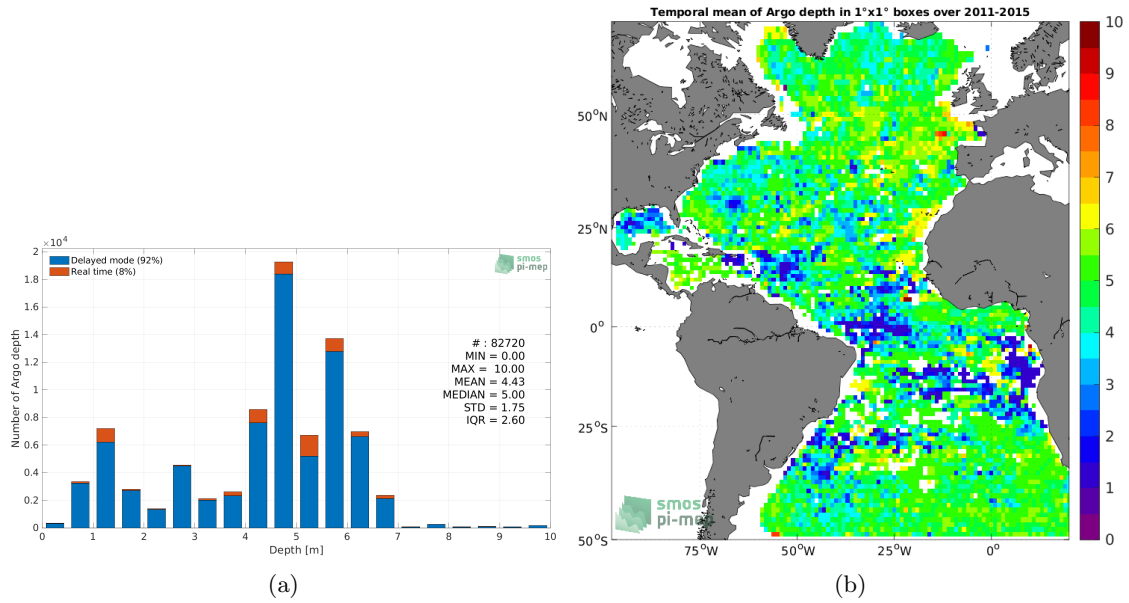 ×10⁴
Delayed mode (92%)
Real time (8%)
smos
pi-mep
# : 82720
MIN = 0.00
MAX = 10.00
MEAN = 4.43
MEDIAN = 5.00
STD = 1.75
IQR = 2.60
Number of Argo depth
2
1.8
1.6
1.4
1.2
1
0.8
0.6
0.4
0.2
0
0 1 2 3 4 5 6 7 8 9 10
Depth [m]
(a)
Temporal mean of Argo depth in 1°x1° boxes over 2011-2015
50°N
25°N
0°
25°S
50°S
75°W 50°W 25°W 0°
smos
pi-mep
10
9
8
7
6
5
4
3
2
1
0
(b)